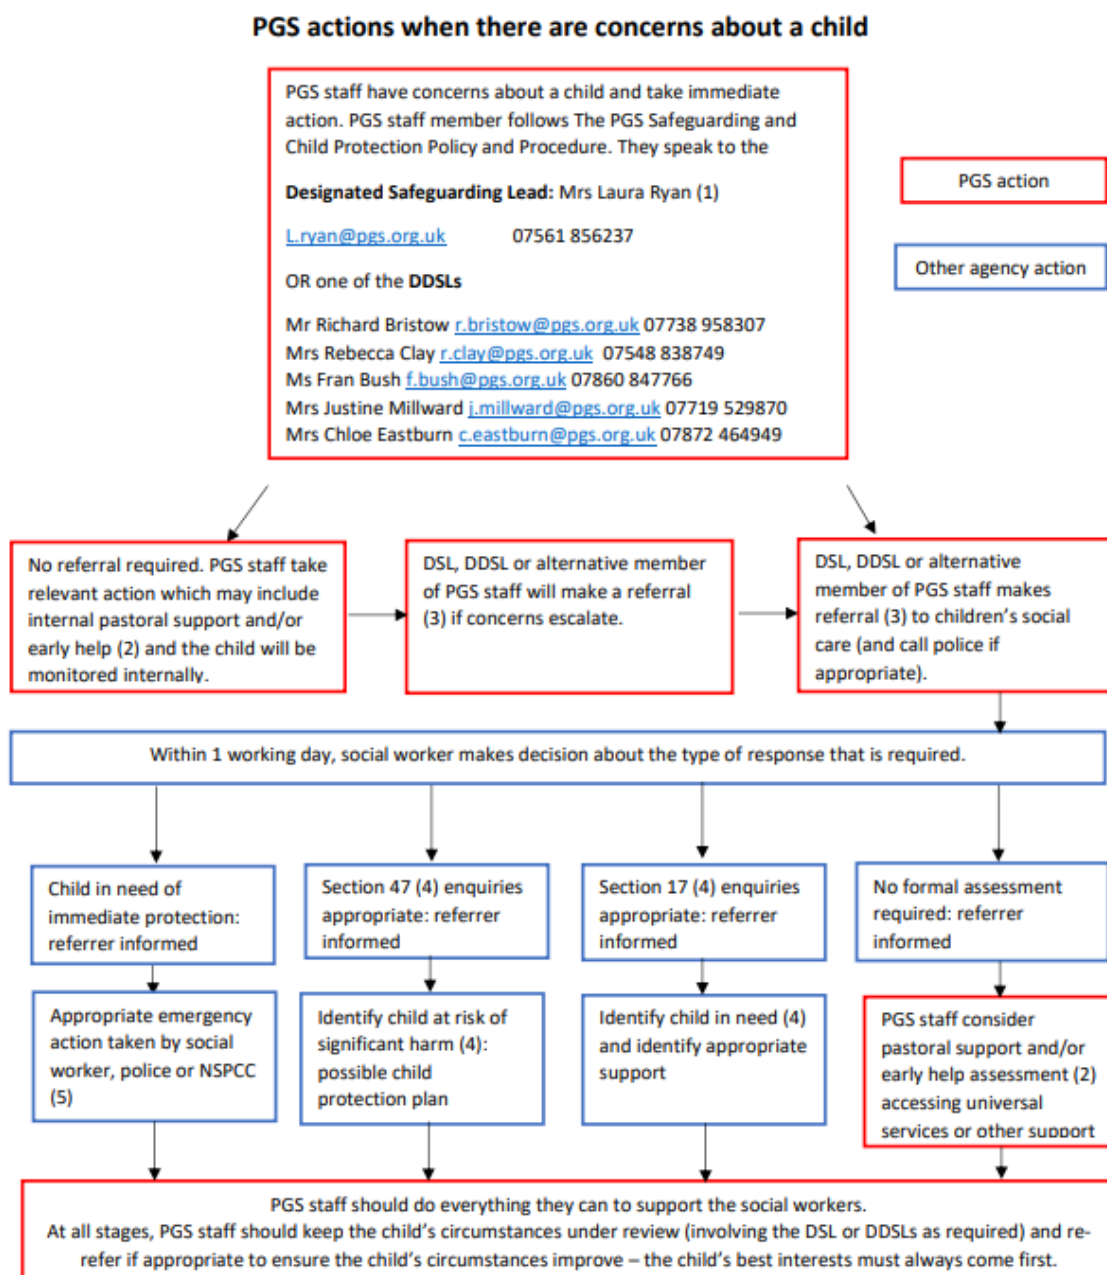 PGS actions when there are concerns about a child
PGS staff have concerns about a child and take immediate
action. PGS staff member follows The PGS Safeguarding and
Child Protection Policy and Procedure. They speak to the
Designated Safeguarding Lead: Mrs Laura Ryan (1)
L.ryan@pgs.org.uk 07561 856237
OR one of the DDSLs
Mr Richard Bristow r.bristow@pgs.org.uk 07738 958307
Mrs Rebecca Clay r.clay@pgs.org.uk 07548 838749
Ms Fran Bush f.bush@pgs.org.uk 07860 847766
Mrs Justine Millward j.millward@pgs.org.uk 07719 529870
Mrs Chloe Eastburn c.eastburn@pgs.org.uk 07872 464949
PGS action
Other agency action
No referral required. PGS staff take
relevant action which may include
internal pastoral support and/or
early help (2) and the child will be
monitored internally.
DSL, DDSL or alternative member
of PGS staff will make a referral
(3) if concerns escalate.
DSL, DDSL or alternative
member of PGS staff makes
referral (3) to children's social
care (and call police if
appropriate).
Within 1 working day, social worker makes decision about the type of response that is required.
Child in need of
immediate protection:
referrer informed
Section 47 (4) enquiries
appropriate: referrer
informed
Section 17 (4) enquiries
appropriate: referrer
informed
No formal assessment
required: referrer
informed
Appropriate emergency
action taken by social
worker, police or NSPCC
(5)
Identify child at risk of
significant harm (4):
possible child
protection plan
Identify child in need (4)
and identify appropriate
support
PGS staff consider
pastoral support and/or
early help assessment (2)
accessing universal
services or other support
PGS staff should do everything they can to support the social workers.
At all stages, PGS staff should keep the child's circumstances under review (involving the DSL or DDSLs as required) and re-
refer if appropriate to ensure the child's circumstances improve – the child's best interests must always come first.